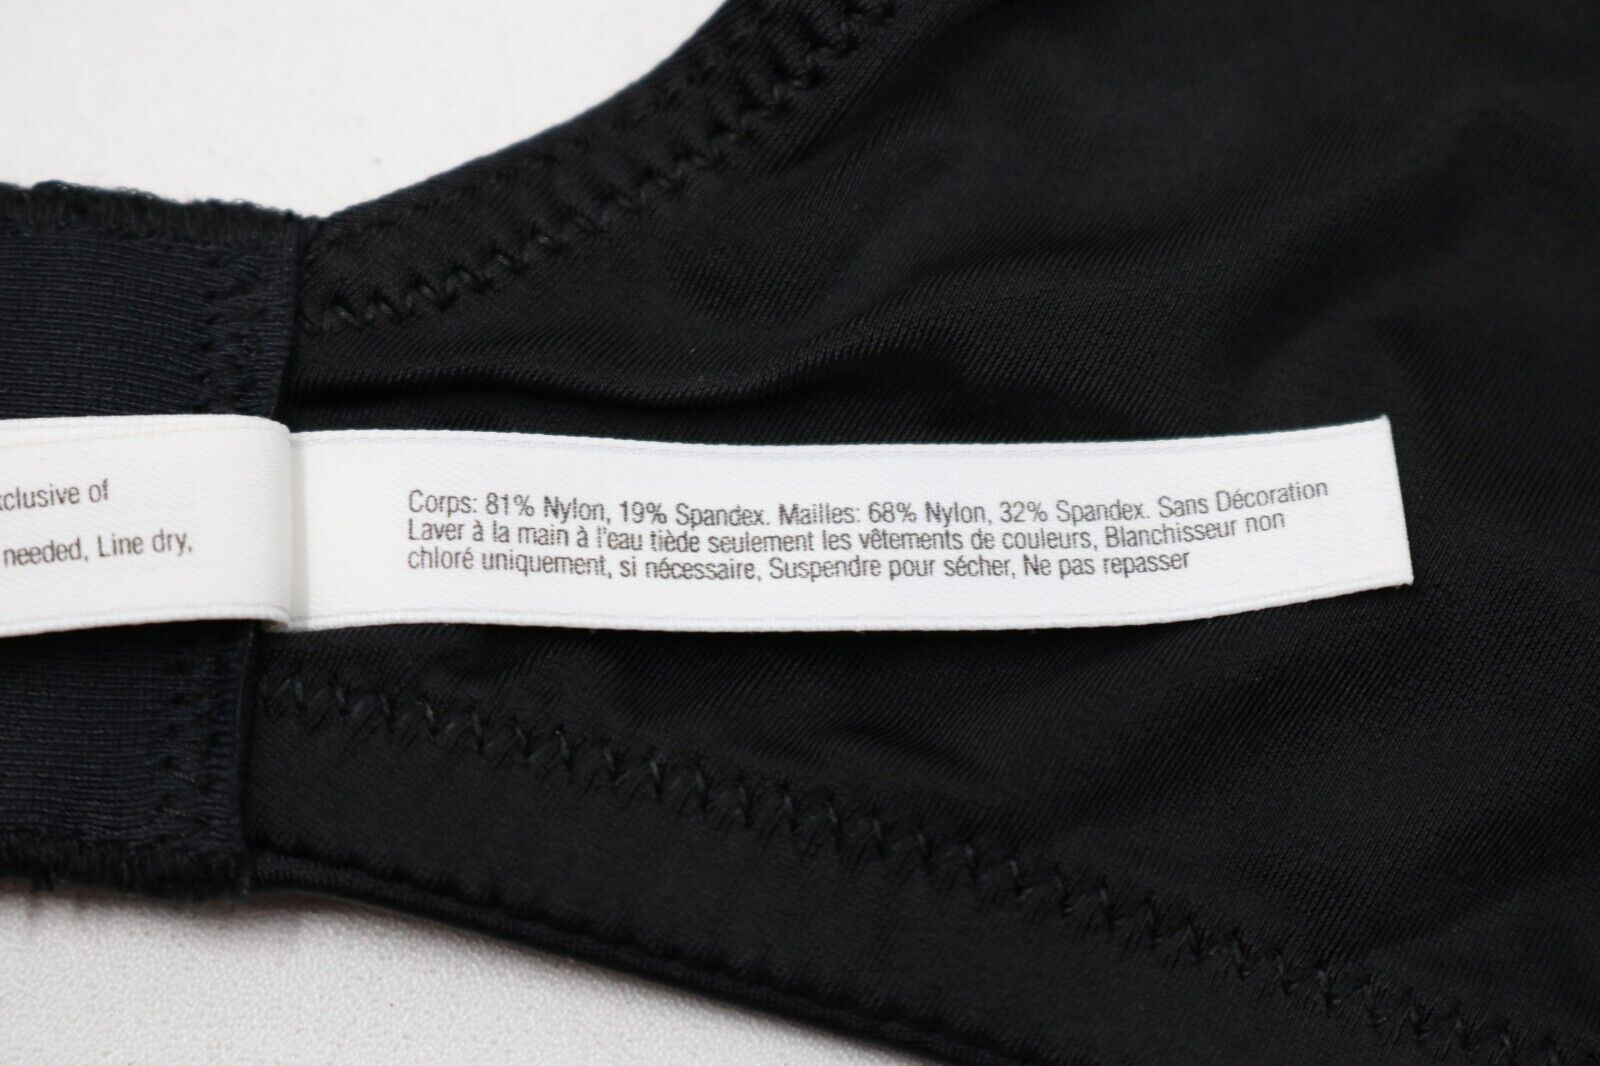 xclusive of
needed, Line dry,
Corps: 81% Nylon, 19% Spandex. Mailles: 68% Nylon, 32% Spandex. Sans Décoration
Laver à la main à l'eau tiède seulement les vêtements de couleurs, Blanchisseur non
chloré uniquement, si nécessaire, Suspendre pour sécher, Ne pas repasser